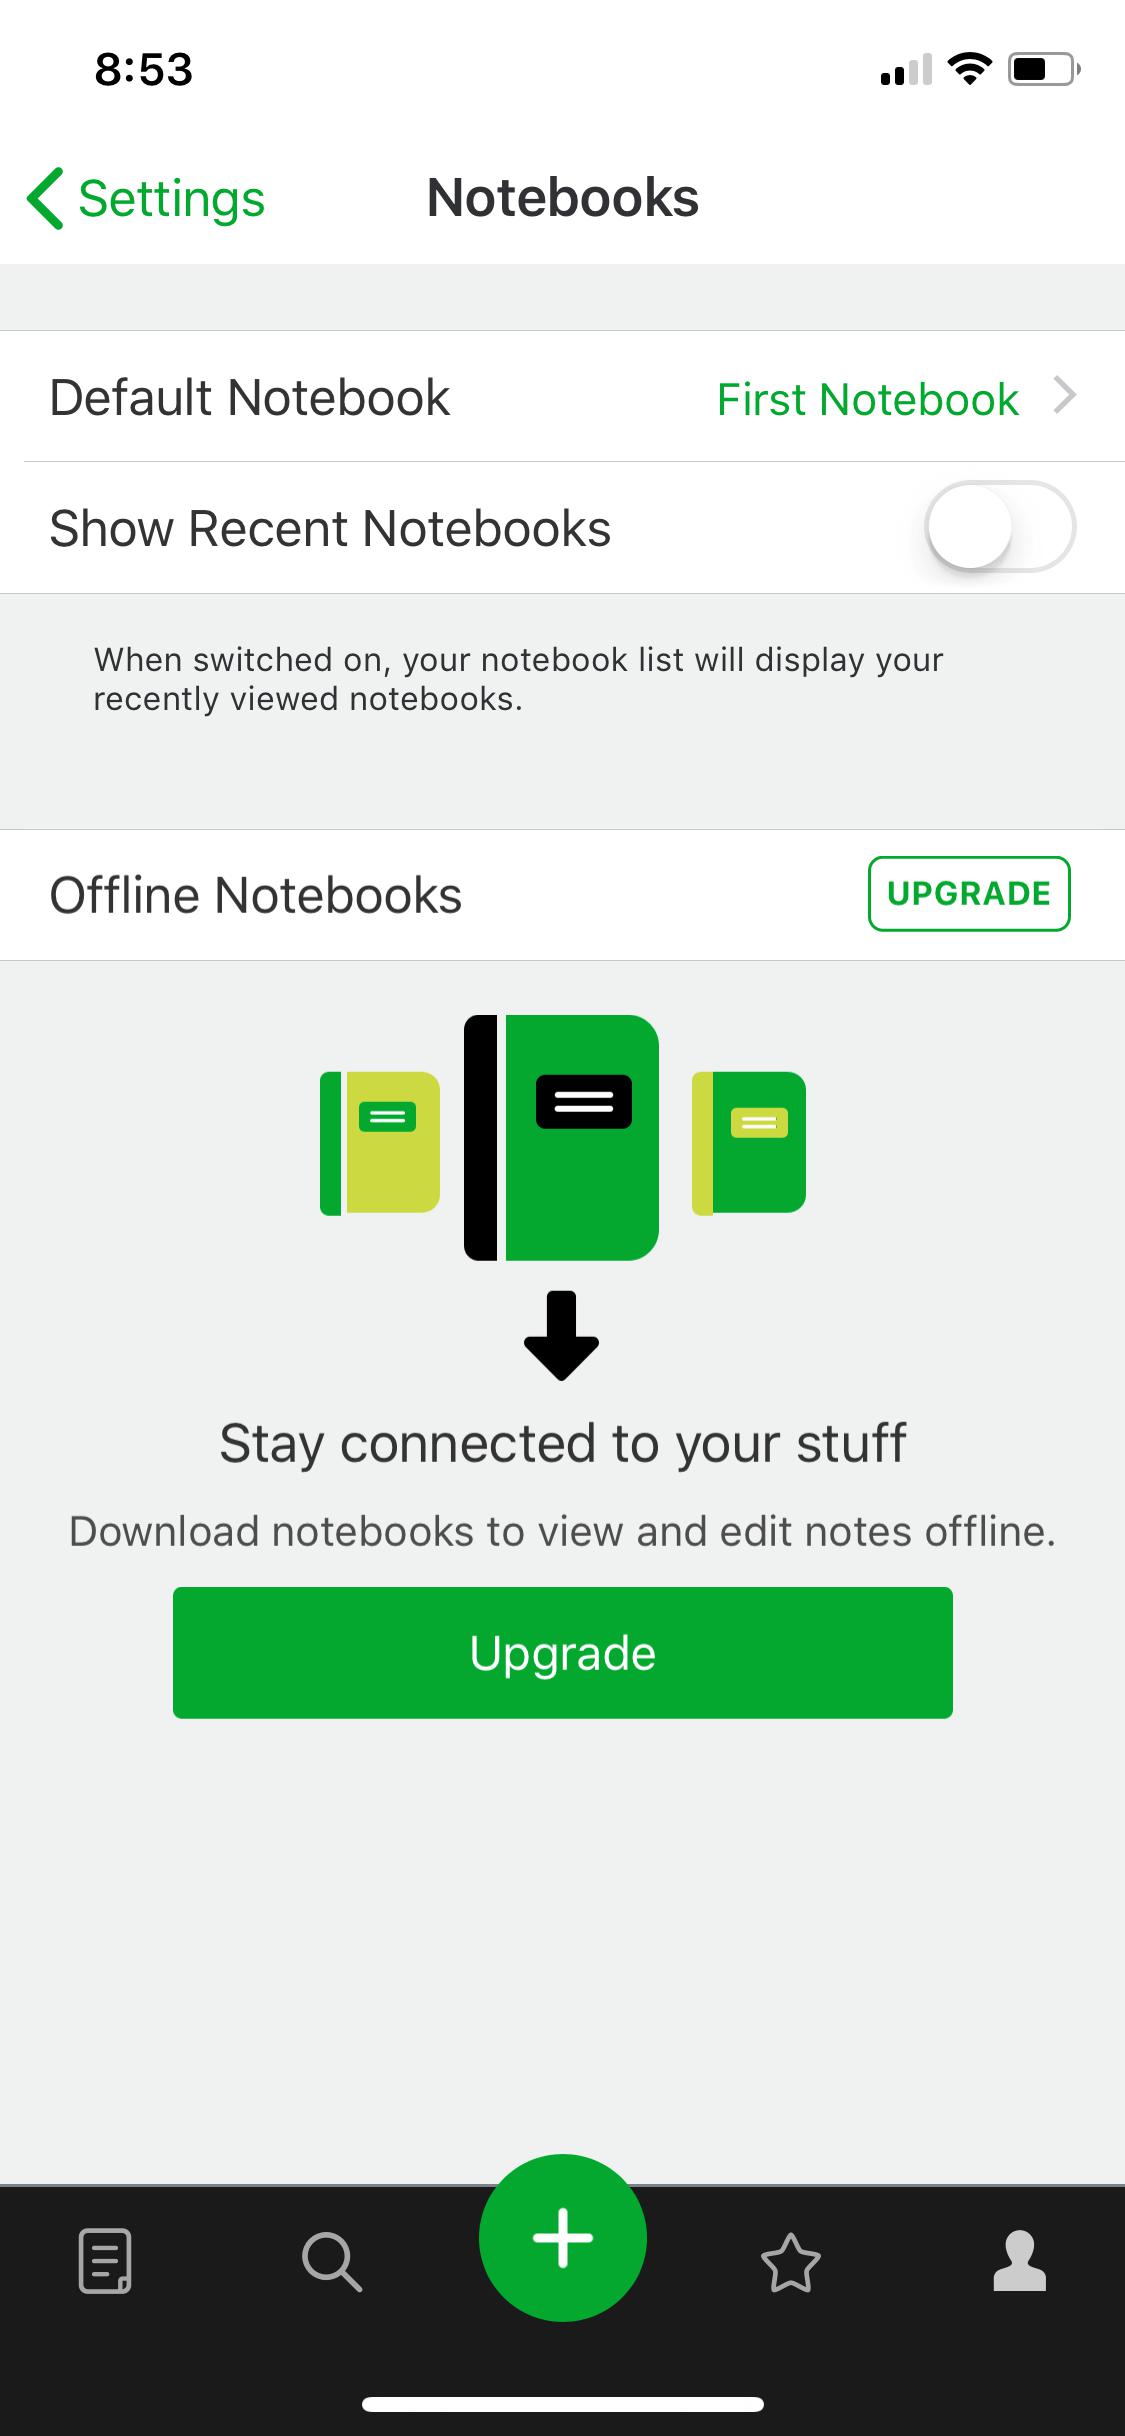 8:53
Settings
Notebooks
Default Notebook
First Notebook
Show Recent Notebooks
When switched on, your notebook list will display your
recently viewed notebooks.
Offline Notebooks
UPGRADE
Stay connected to your stuff
Download notebooks to view and edit notes offline.
Upgrade